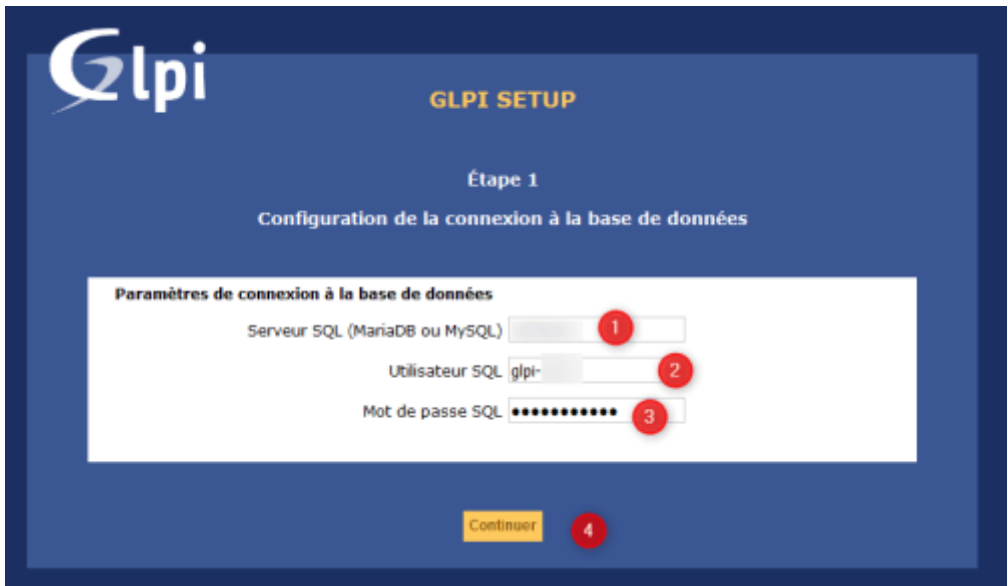 Glpi
GLPI SETUP
Étape 1
Configuration de la connexion à la base de données
Paramètres de connexion à la base de données
Serveur SQL (MariaDB ou MySQL) 1
Utilisateur SQL glpi- 2
Mot de passe SQL ●●●●●●●●●●● 3
Continuer 4